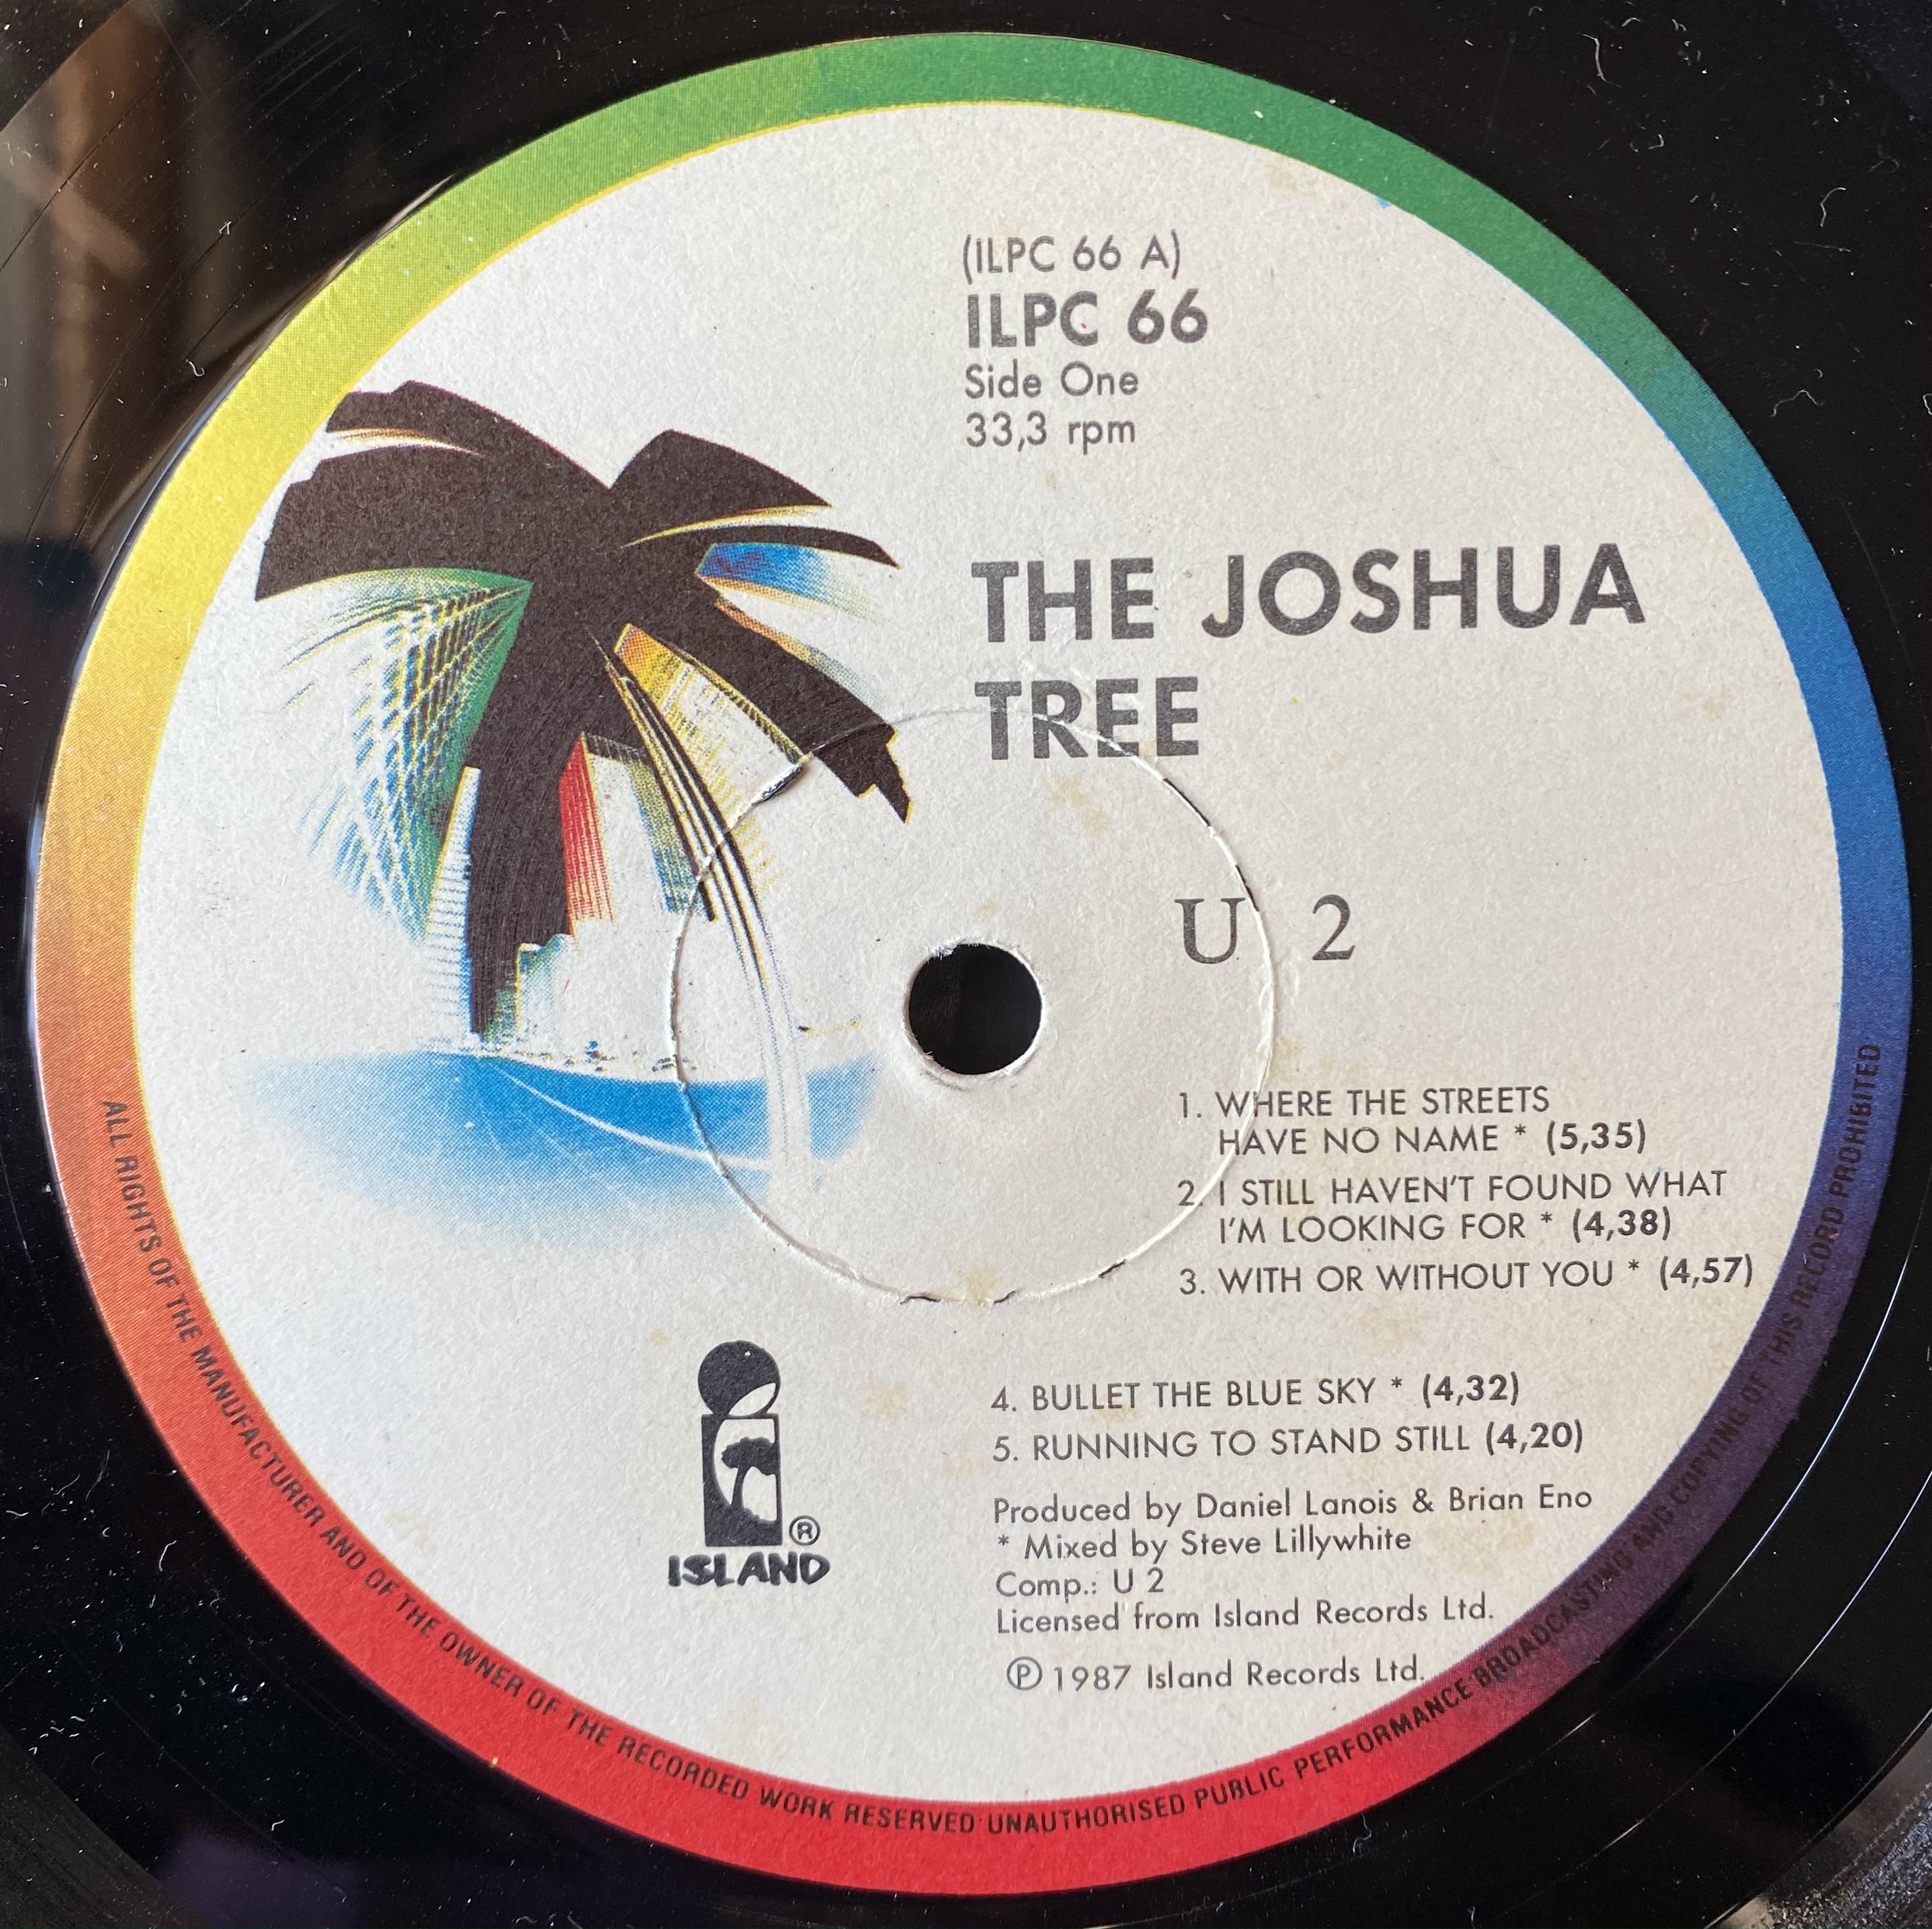 (ILPC 66 A)
ILPC 66
Side One
33,3 rpm
THE JOSHUA
TREE
U 2
1. WHERE THE STREETS
HAVE NO NAME * (5,35)
2. I STILL HAVEN'T FOUND WHAT
I'M LOOKING FOR * (4,38)
3. WITH OR WITHOUT YOU * (4,57)
4. BULLET THE BLUE SKY * (4,32)
5. RUNNING TO STAND STILL (4,20)
Produced by Daniel Lanois & Brian Eno
* Mixed by Steve Lillywhite
Comp.: U 2
Licensed from Island Records Ltd.
Ⓟ 1987 Island Records Ltd.
®
ISLAND
ALL RIGHTS OF THE MANUFACTURER AND OF THE OWNER OF THE RECORDED WORK RESERVED·UNAUTHORISED PUBLIC PERFORMANCE BROADCASTING AND COPYING OF THIS RECORD PROHIBITED